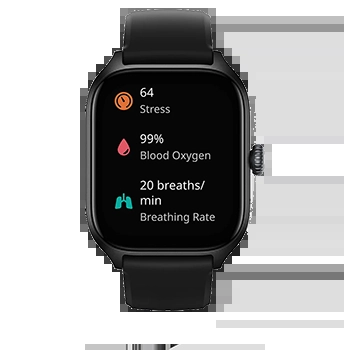 64
Stress
99%
Blood Oxygen
20 breaths/
min
Breathing Rate